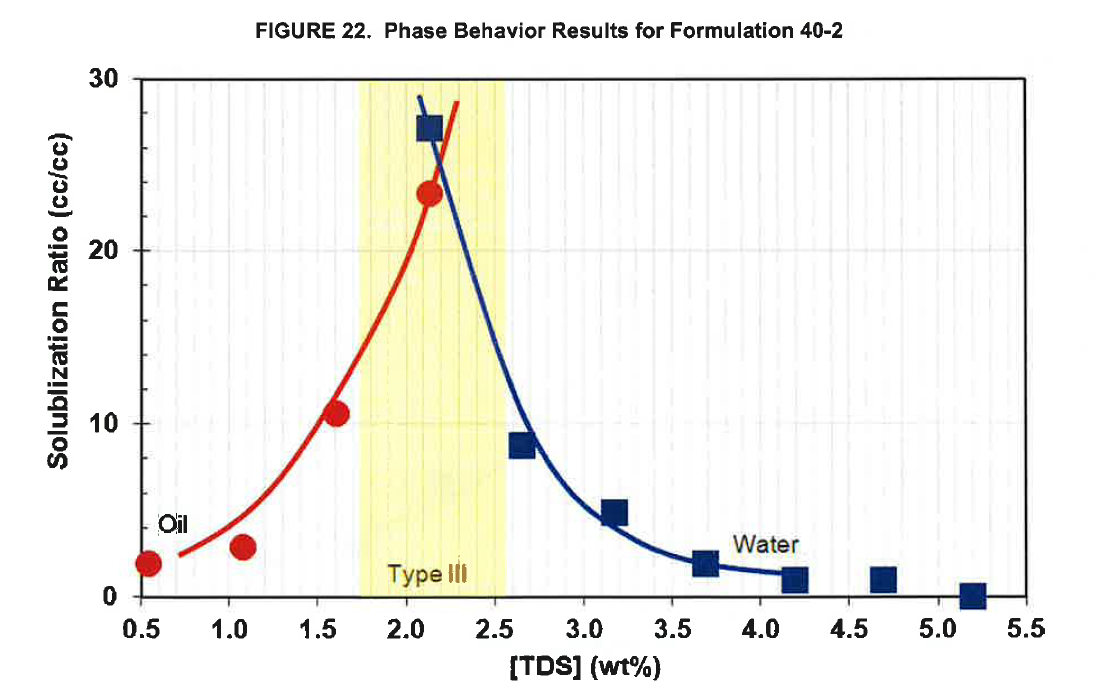 FIGURE 22.  Phase Behavior Results for Formulation 40-2
Solublization Ratio (cc/cc)
30
20
10
0
Oil
Type III
Water
0.5 1.0 1.5 2.0 2.5 3.0 3.5 4.0 4.5 5.0 5.5
[TDS] (wt%)